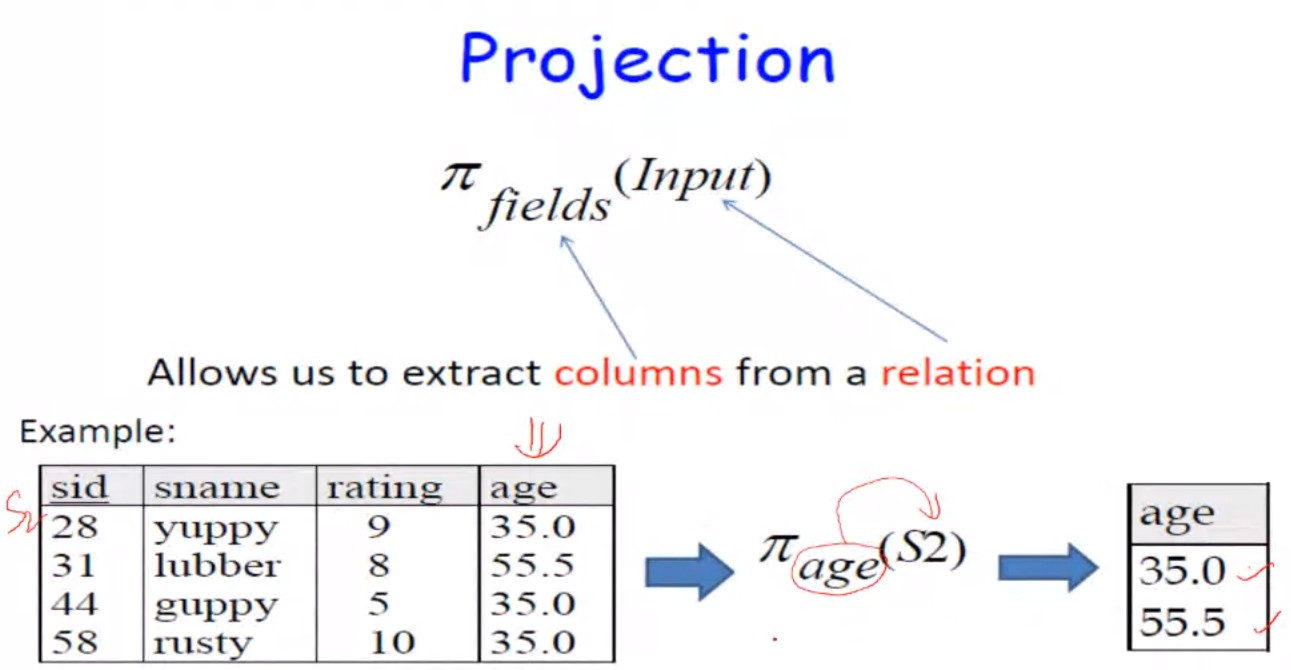 Projection
π fields (Input)
Allows us to extract columns from a relation
Example:
sid sname rating age
28 yuppy 9 35.0
31 lubber 8 55.5
44 guppy 5 35.0
58 rusty 10 35.0
π age (S2)
age
35.0
55.5